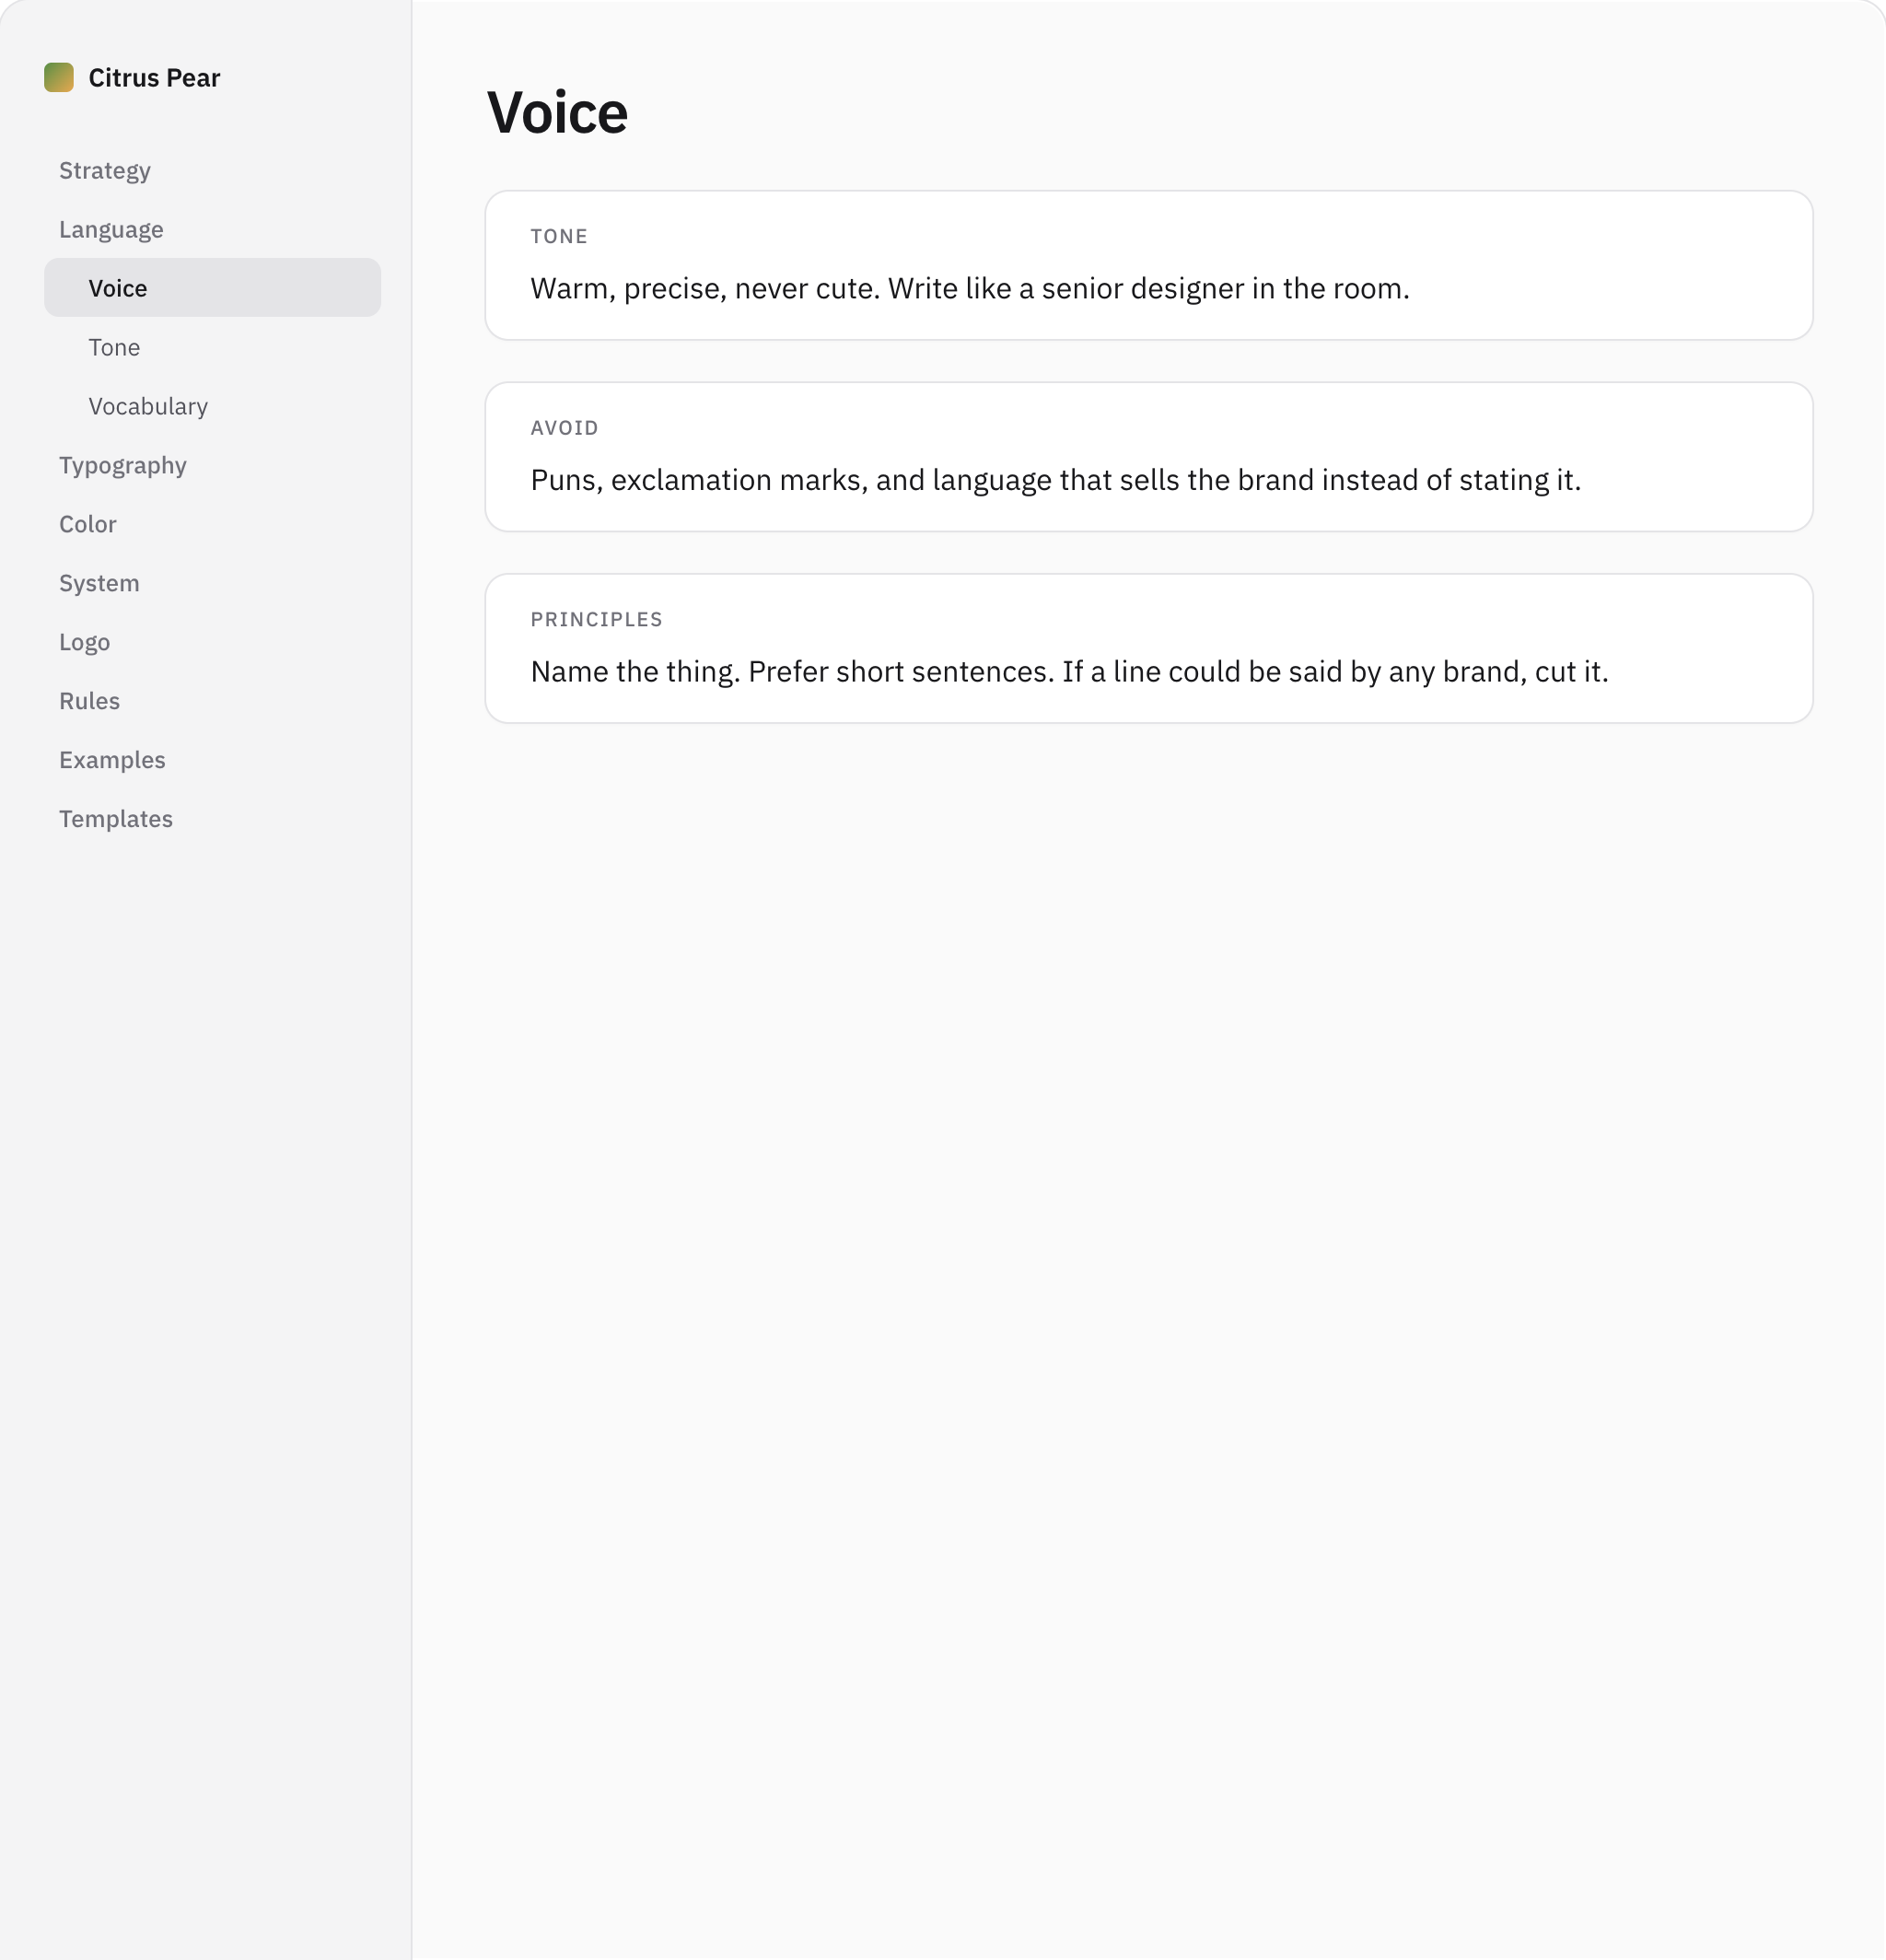 Citrus Pear
Strategy
Language
Voice
Tone
Vocabulary
Typography
Color
System
Logo
Rules
Examples
Templates
Voice
TONE
Warm, precise, never cute. Write like a senior designer in the room.
AVOID
Puns, exclamation marks, and language that sells the brand instead of stating it.
PRINCIPLES
Name the thing. Prefer short sentences. If a line could be said by any brand, cut it.